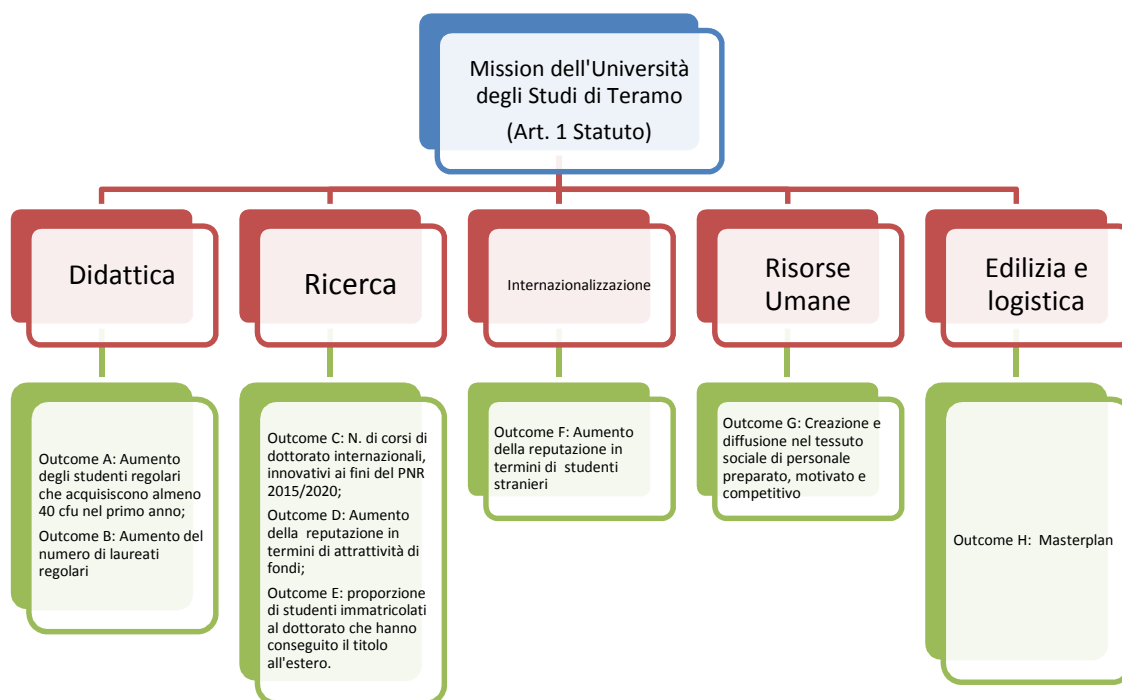 Mission dell'Università
degli Studi di Teramo
(Art. 1 Statuto)
Didattica
Ricerca
Internazionalizzazione
Risorse
Umane
Edilizia e
logistica
Outcome A: Aumento
degli studenti regolari
che acquisiscono almeno
40 cfu nel primo anno;
Outcome B: Aumento del
numero di laureati
regolari
Outcome C: N. di corsi di
dottorato internazionali,
innovativi ai fini del PNR
2015/2020;
Outcome D: Aumento
della reputazione in
termini di attrattività di
fondi;
Outcome E: proporzione
di studenti immatricolati
al dottorato che hanno
conseguito il titolo
all'estero.
Outcome F: Aumento
della reputazione in
termini di studenti
stranieri
Outcome G: Creazione e
diffusione nel tessuto
sociale di personale
preparato, motivato e
competitivo
Outcome H: Masterplan